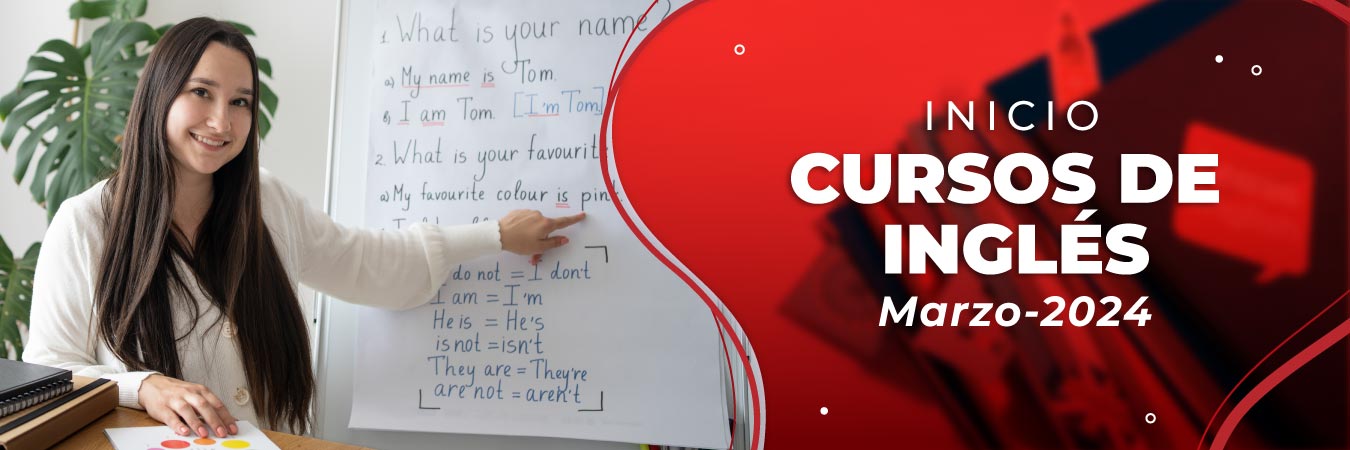 1. What is your name?
a) My name is Tom.
b) I am Tom. [I'm Tom]
2. What is your favourit
a) My favourite colour is pink.
do not = I don't
I am = I'm
He is = He's
is not = isn't
They are = They're
are not = aren't
INICIO
CURSOS DE
INGLÉS
Marzo-2024